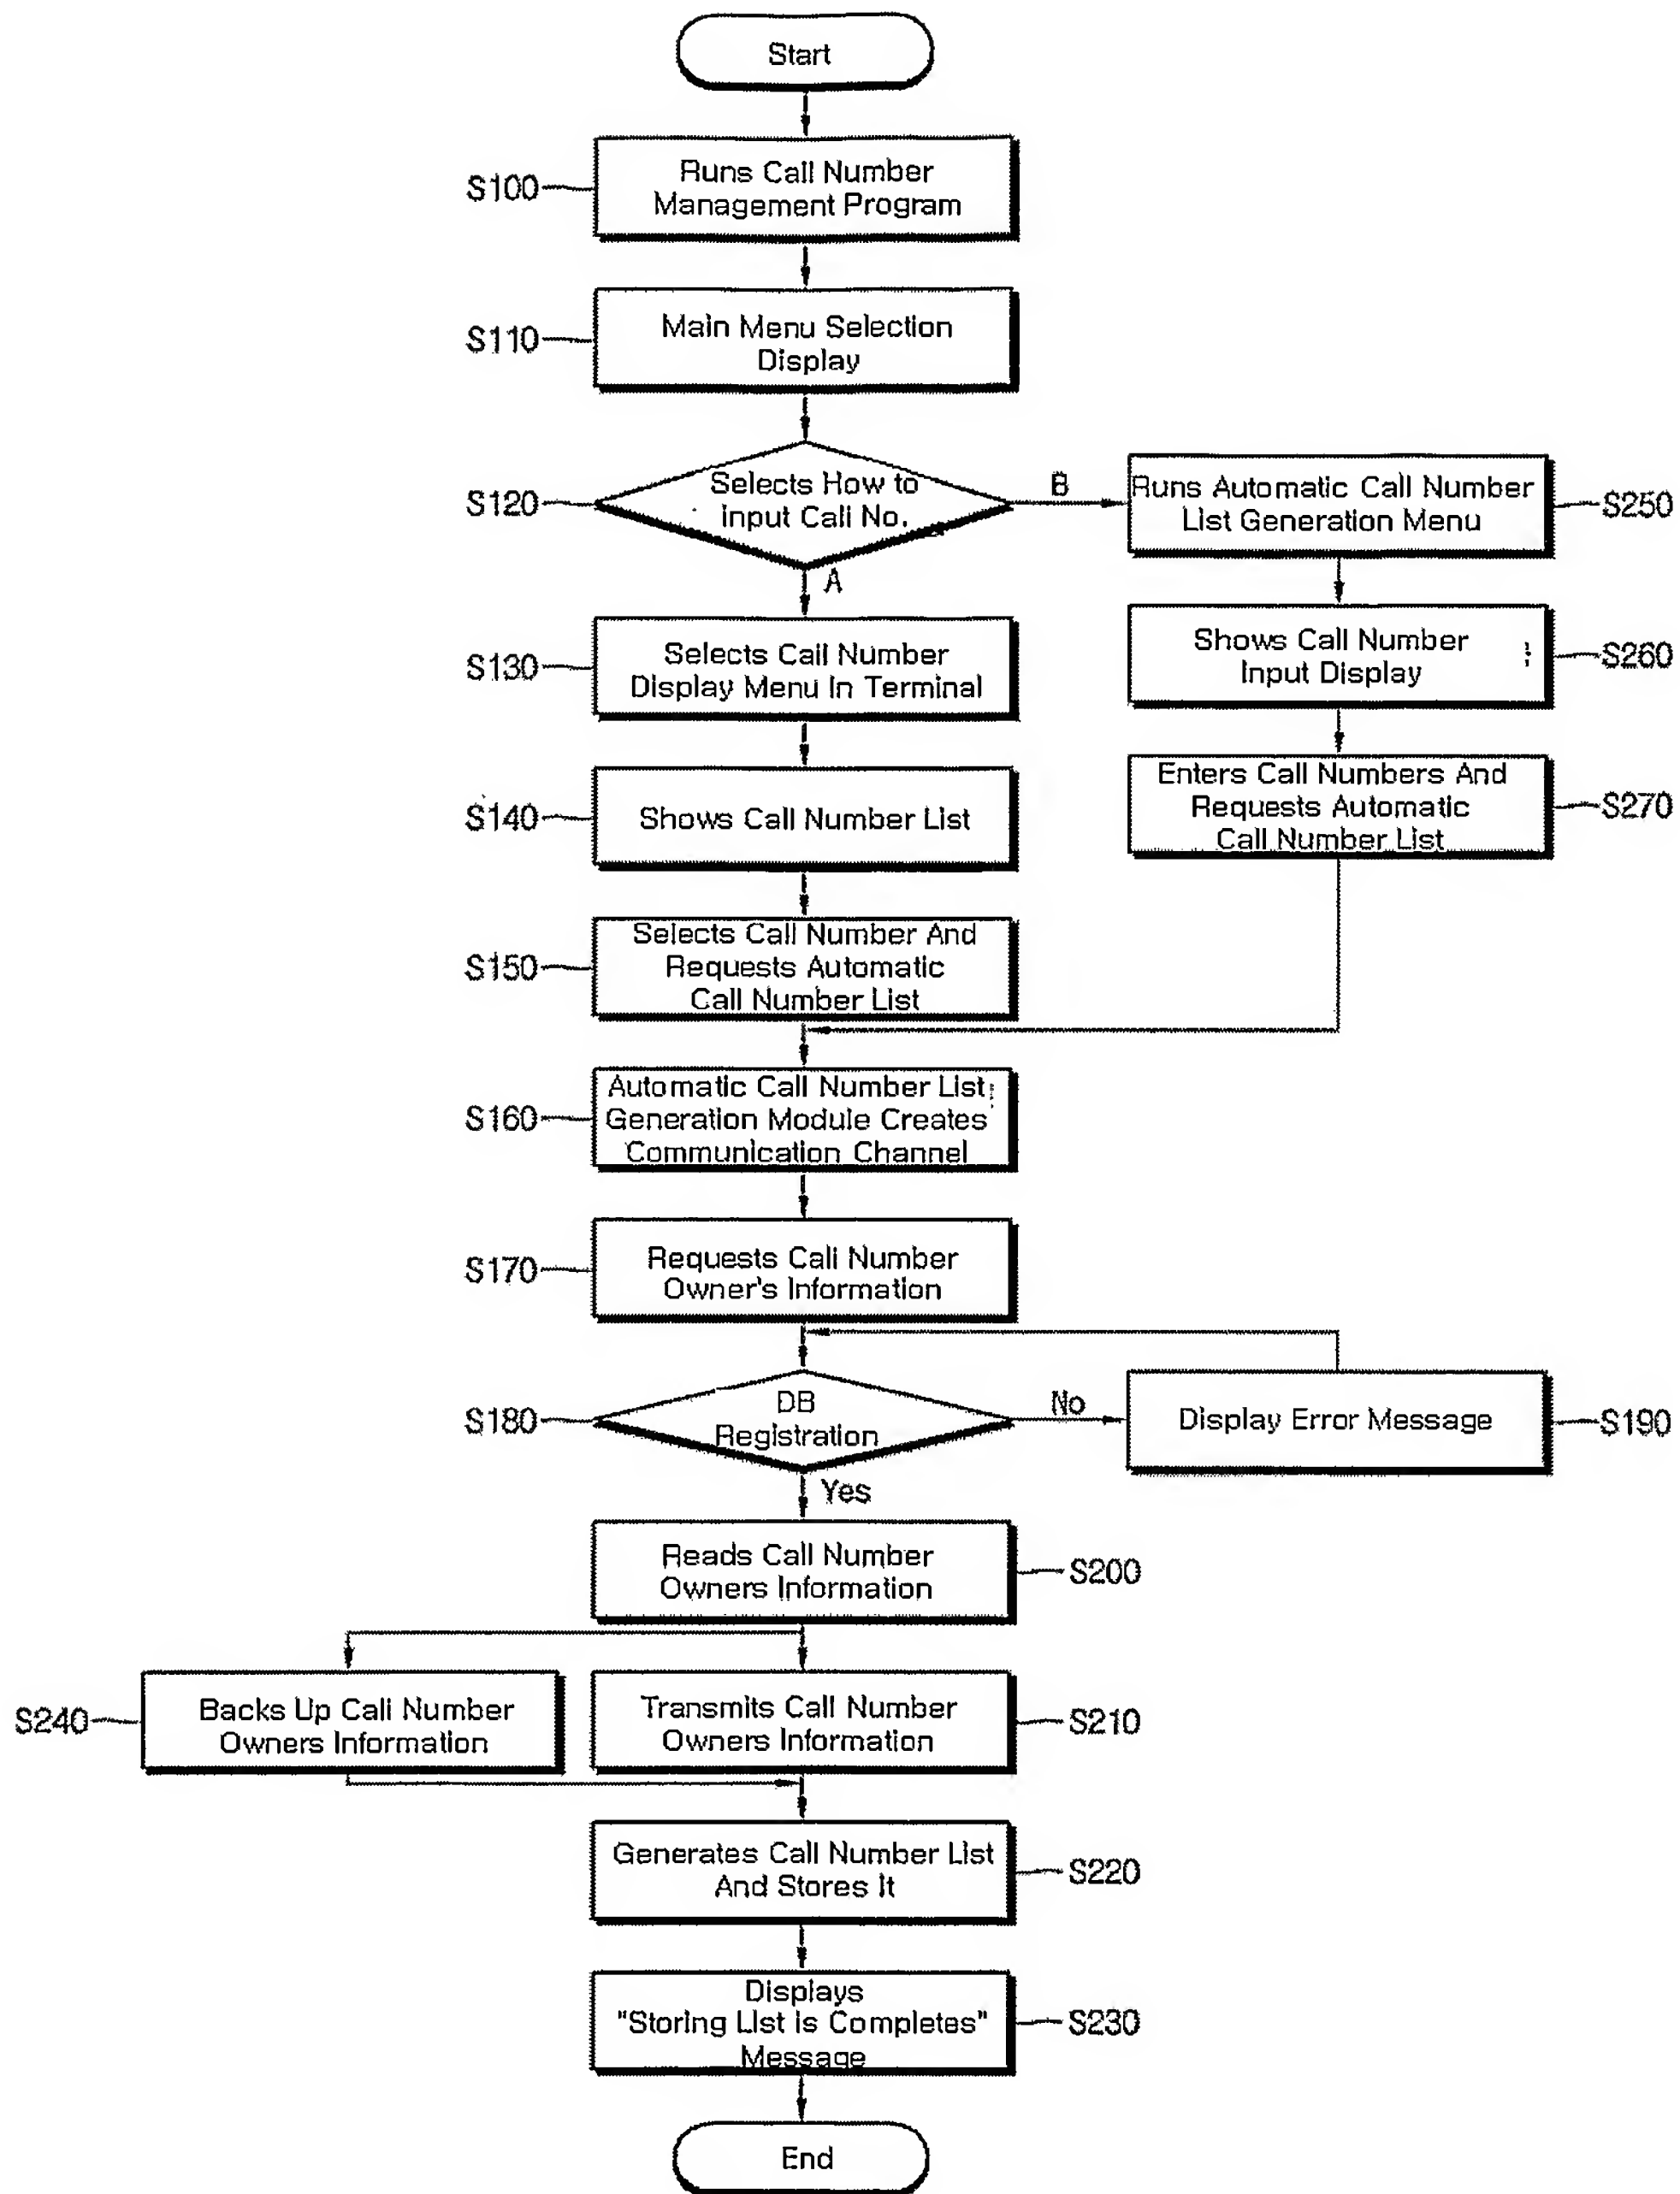 Start
S100
Runs Call Number
Management Program
S110
Main Menu Selection
Display
S120
Selects How to
Input Call No.
B
Runs Automatic Call Number
List Generation Menu
S250
A
S130
Selects Call Number
Display Menu In Terminal
Shows Call Number
Input Display
S260
S140
Shows Call Number List
Enters Call Numbers And
Requests Automatic
Call Number List
S270
S150
Selects Call Number And
Requests Automatic
Call Number List
S160
Automatic Call Number List
Generation Module Creates
Communication Channel
S170
Requests Call Number
Owner's Information
S180
DB
Registration
No
Display Error Message
S190
Yes
Reads Call Number
Owners Information
S200
S240
Backs Up Call Number
Owners Information
Transmits Call Number
Owners Information
S210
Generates Call Number List
And Stores It
S220
Displays
"Storing List is Completes"
Message
S230
End